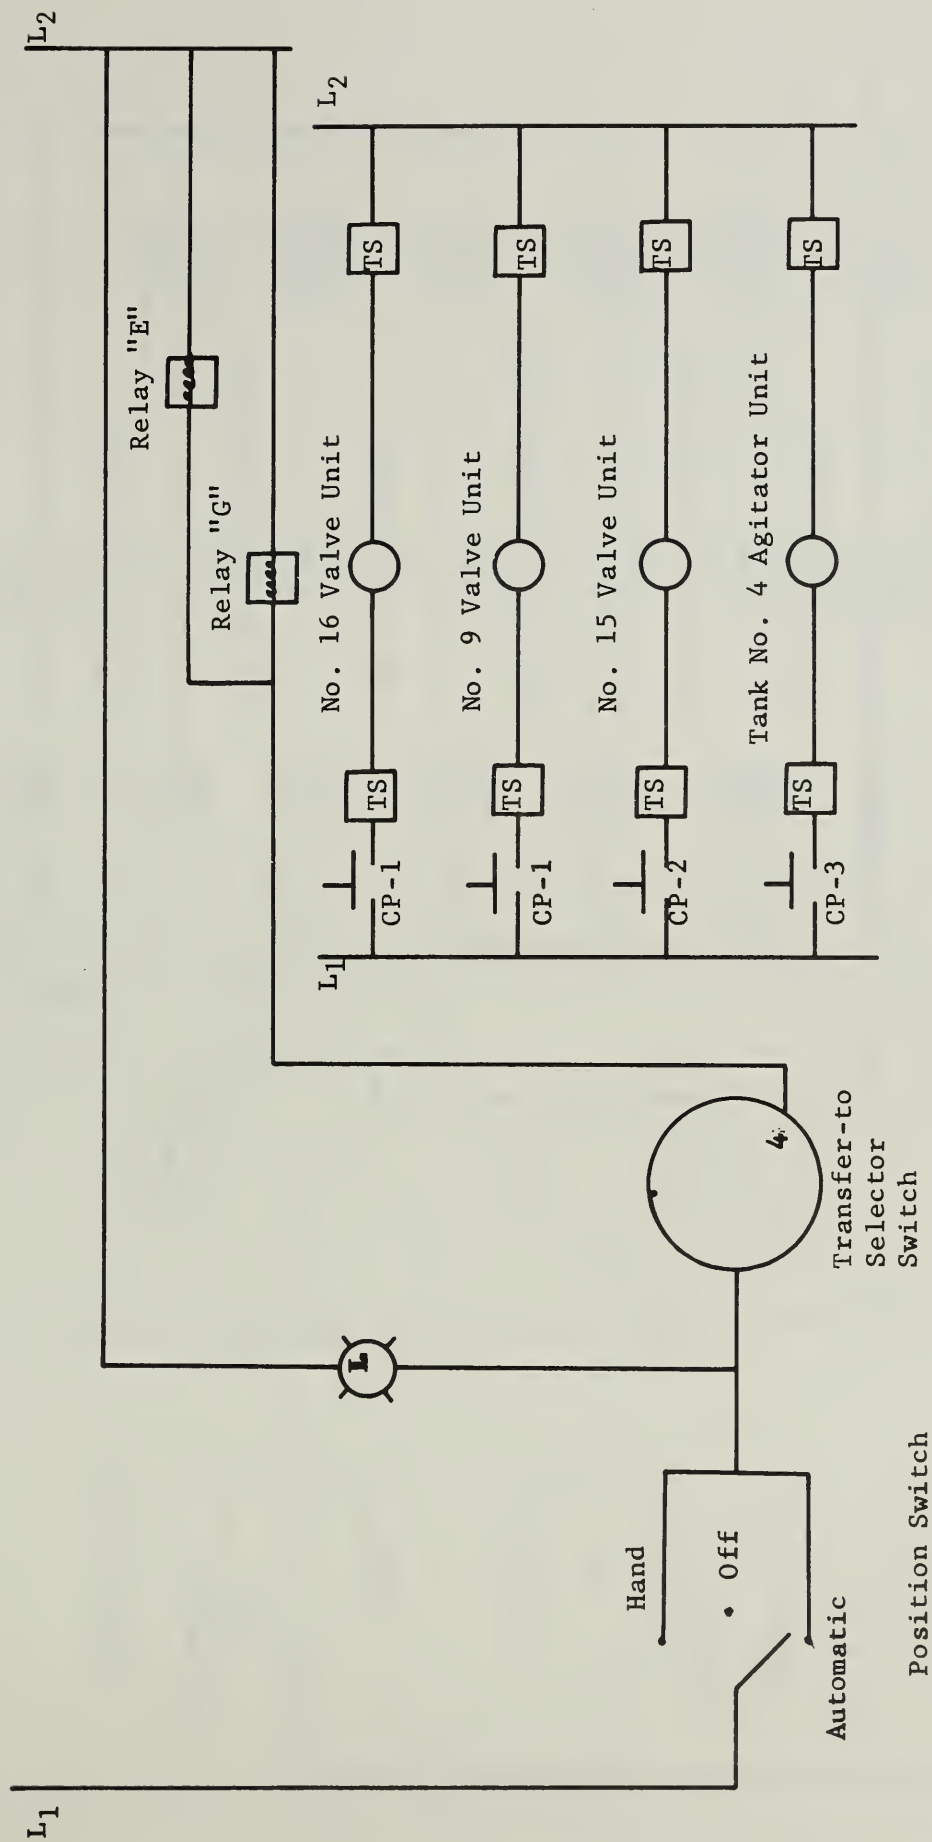 L2
Relay "E"
Relay "G"
L2
No. 16 Valve Unit
TS
TS
CP-1
No. 9 Valve Unit
TS
TS
CP-1
No. 15 Valve Unit
TS
TS
CP-2
Tank No. 4 Agitator Unit
TS
TS
CP-3
L1
L
4
Transfer-to
Selector
Switch
Hand
Off
Automatic
L1
Position Switch